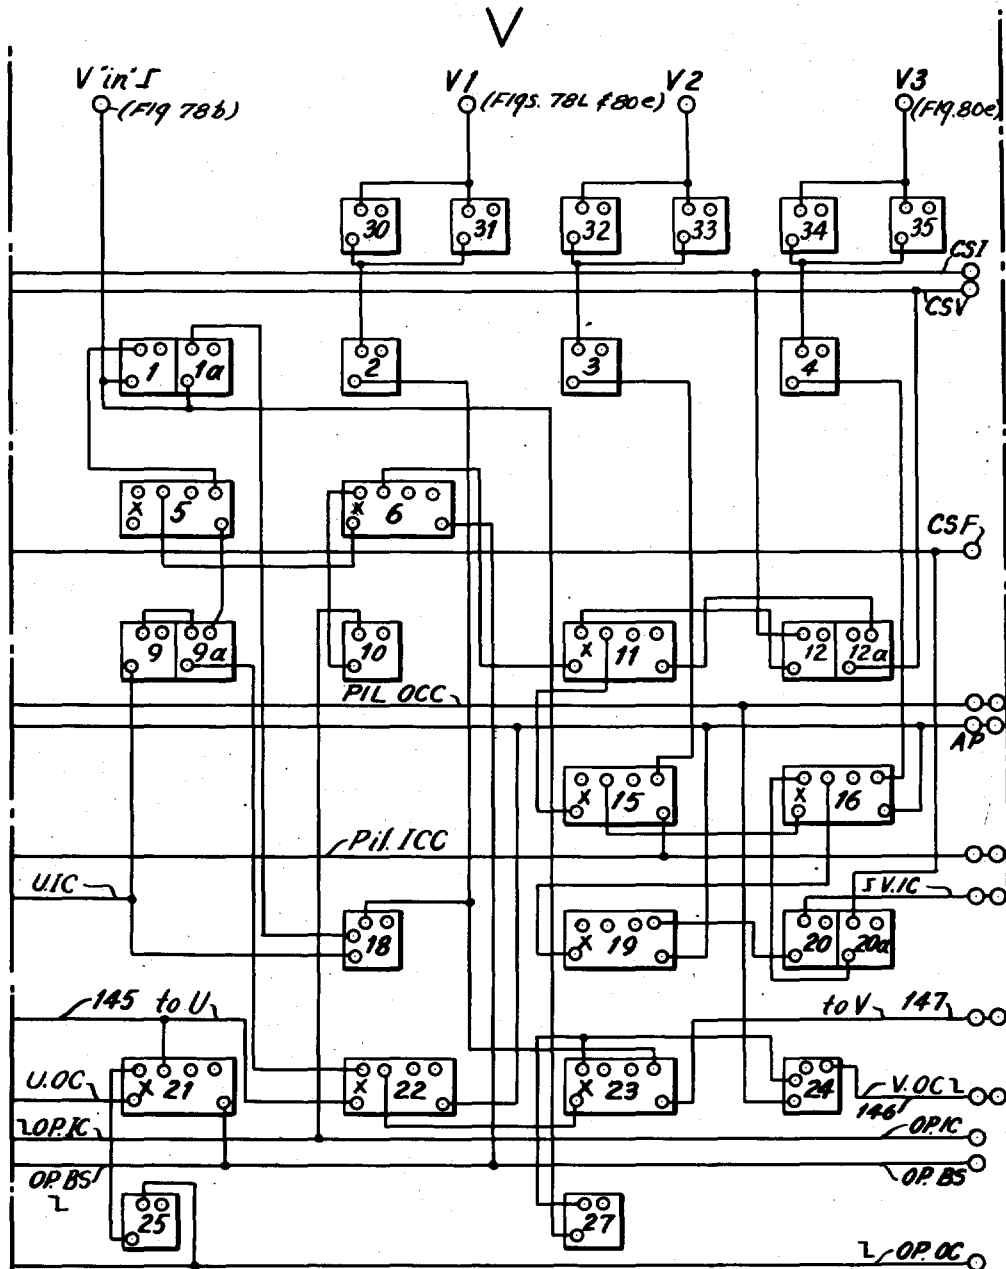 V
V "in" I
V1
V2
V3
(FIG 78b)
(FIGS. 78L & 80e)
(FIG. 80e)
30
31
32
33
34
35
CSI
CSV
1
1a
2
3
4
X
5
X
6
CSF
9
9a
10
X
11
12
12a
PIL OCC
AP
X
15
X
16
Pil. ICC
U.IC
V.IC
18
X
19
20
20a
145
to U
to V
147
U.OC
X
21
X
22
X
23
24
V.OC
146
OP.IC
OP.IC
OP.BS
OP.BS
25
27
OP.OC